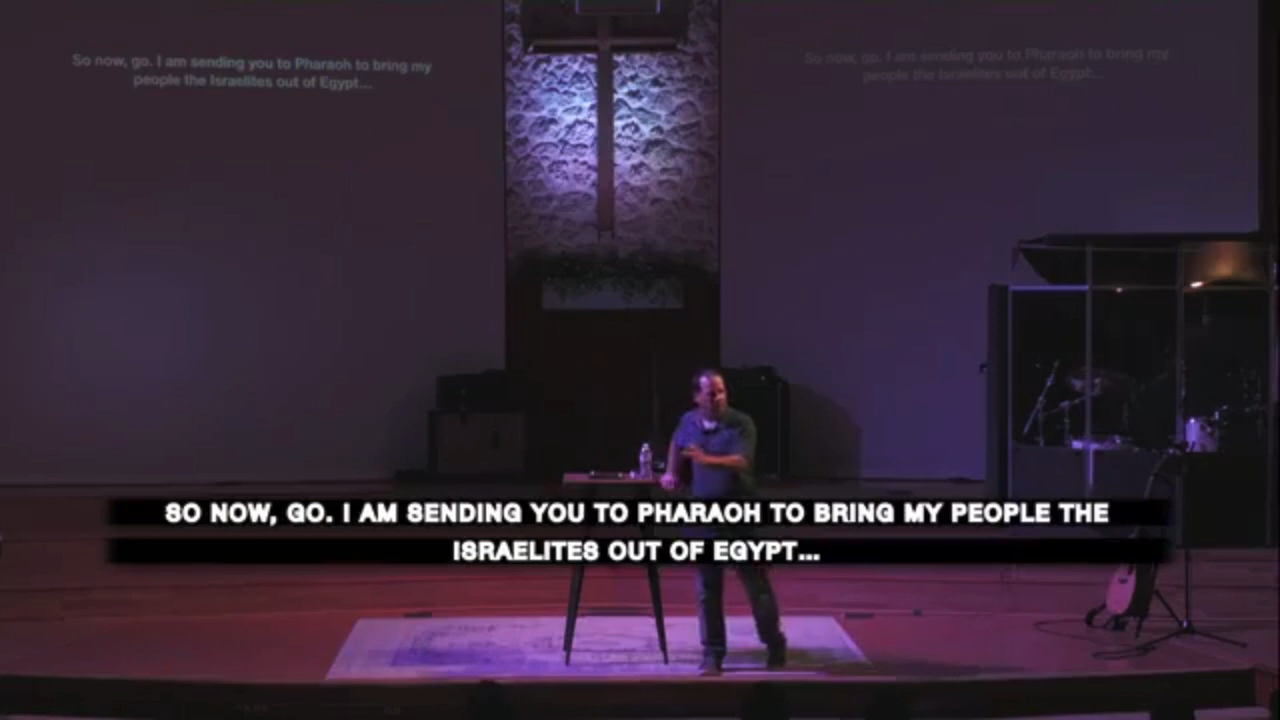 So now, go. I am sending you to Pharaoh to bring my
people the Israelites out of Egypt...
So now, go. I am sending you to Pharaoh to bring my
people the Israelites out of Egypt...
SO NOW, GO. I AM SENDING YOU TO PHARAOH TO BRING MY PEOPLE THE
ISRAELITES OUT OF EGYPT...